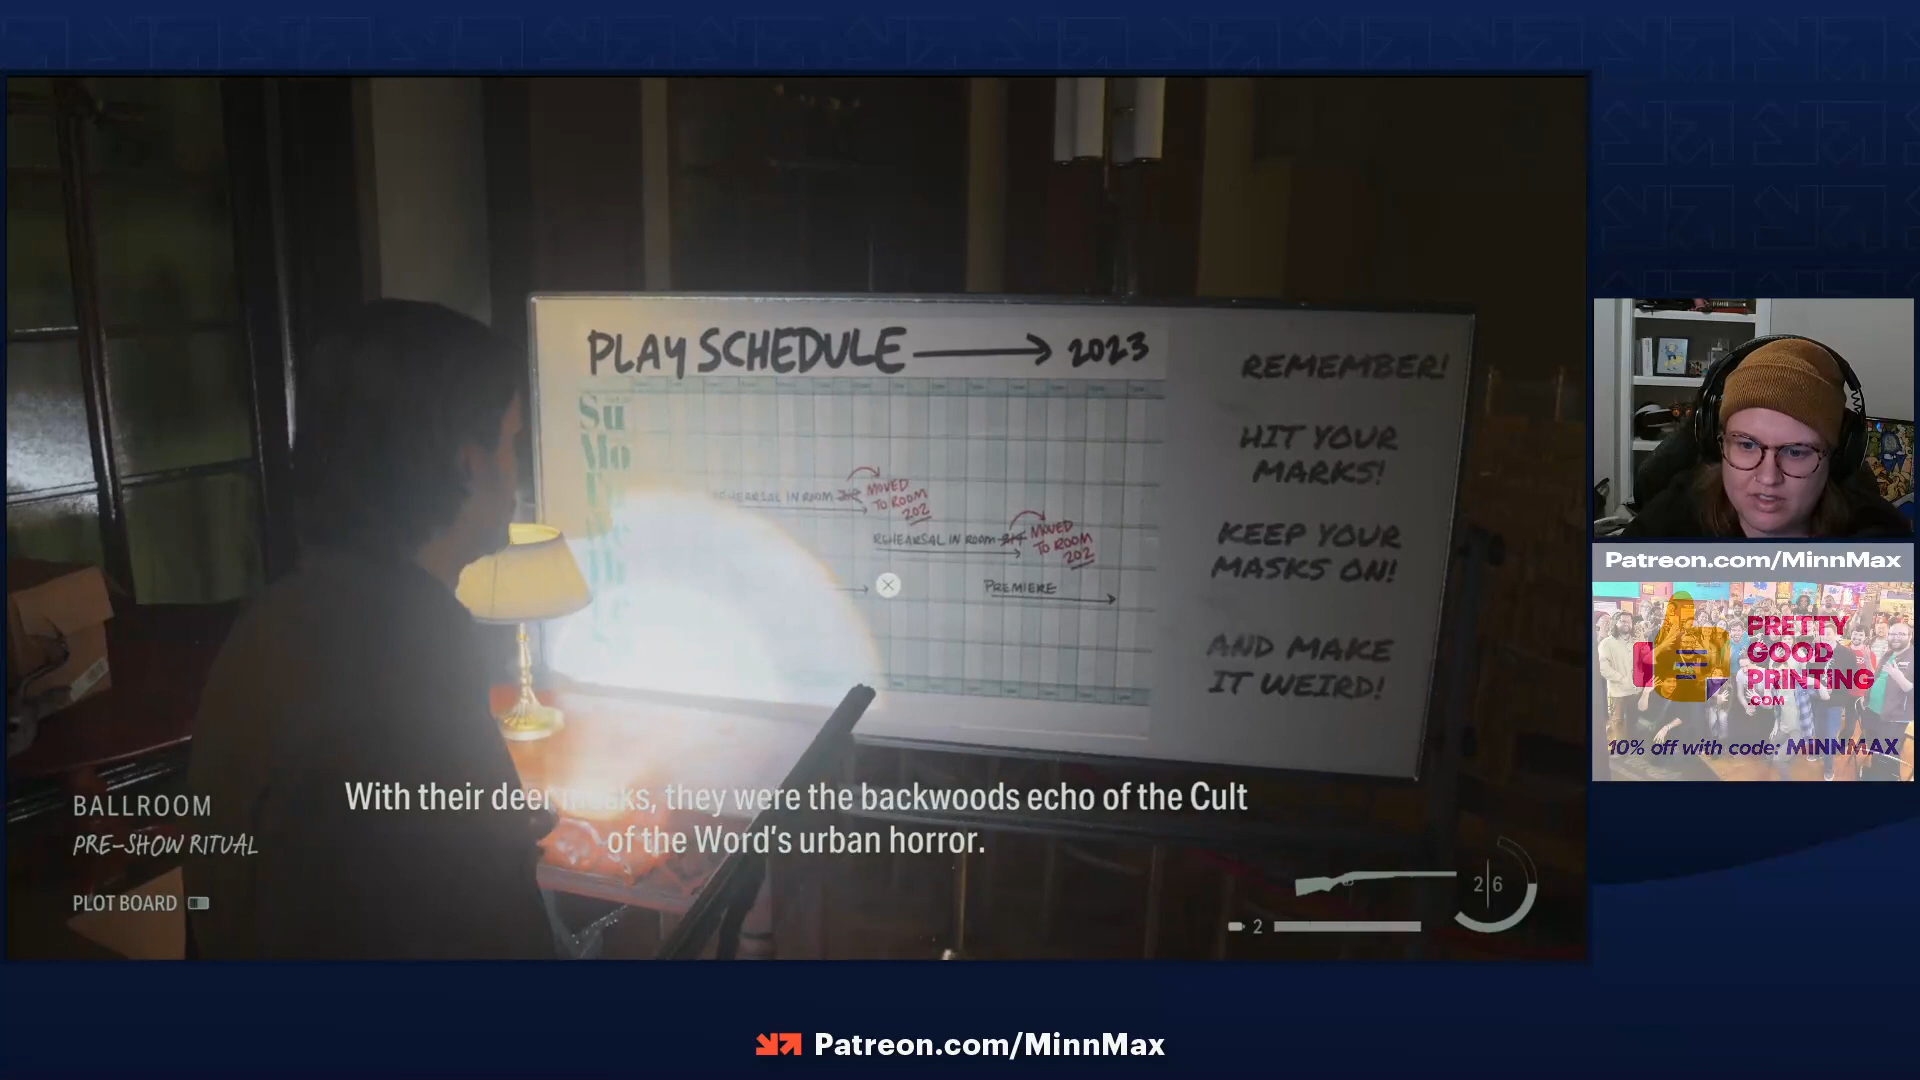 PLAY SCHEDULE → 2023
Su
Mo
REHEARSAL IN ROOM
MOVED
TO ROOM
202
REHEARSAL IN ROOM
MOVED
TO ROOM
202
PREMIERE
REMEMBER!
HIT YOUR
MARKS!
KEEP YOUR
MASKS ON!
AND MAKE
IT WEIRD!
With their deer masks, they were the backwoods echo of the Cult
of the Word's urban horror.
BALLROOM
PRE-SHOW RITUAL
PLOT BOARD
2|6
2
Patreon.com/MinnMax
PRETTY
GOOD
PRINTING
.COM
10% off with code: MINNMAX
Patreon.com/MinnMax